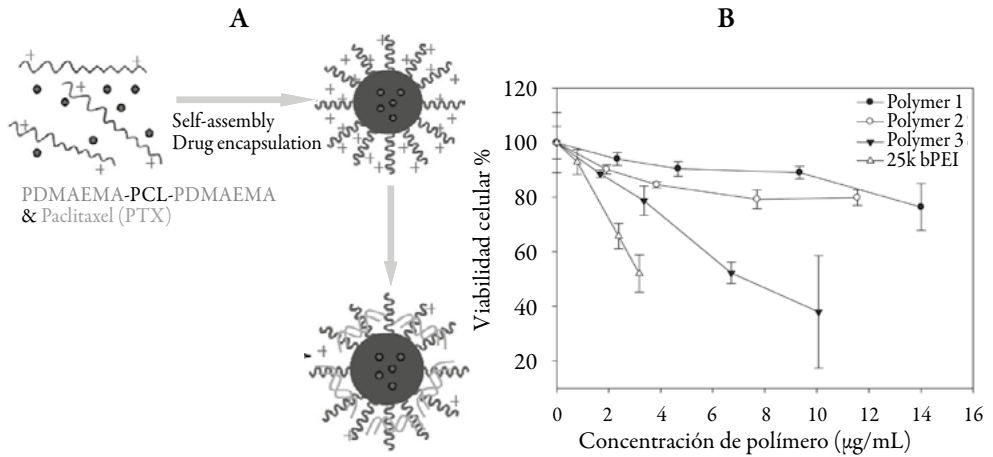 A
Self-assembly
Drug encapsulation
PDMAEMA-PCL-PDMAEMA
& Paclitaxel (PTX)
B
Viabilidad celular %
120
100
80
60
40
20
0
2
4
6
8
10
12
14
16
Concentración de polímero (µg/mL)
Polymer 1
Polymer 2
Polymer 3
25k bPEI